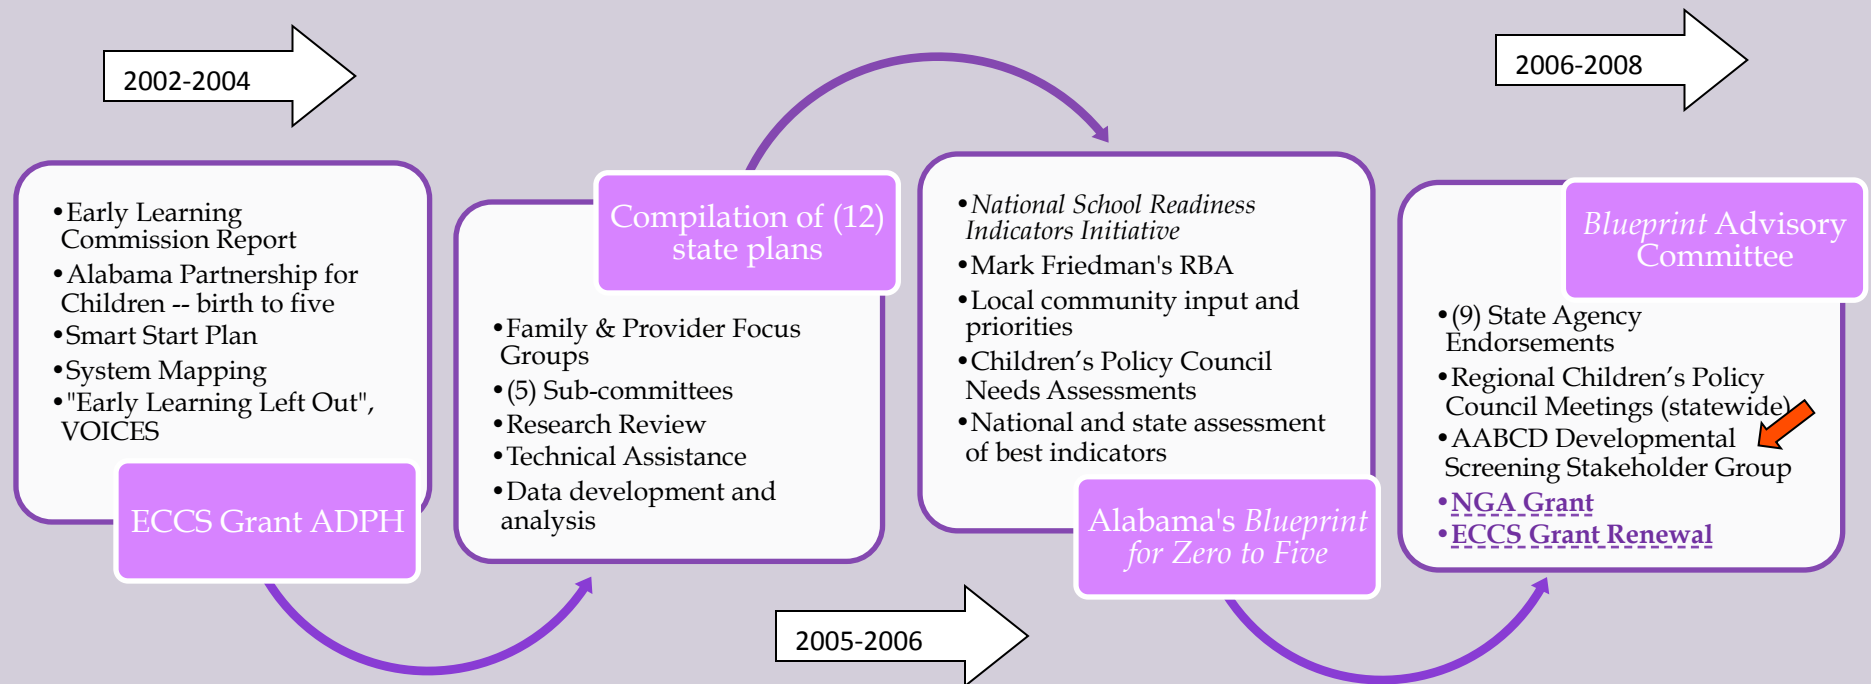 2002-2004
•Early Learning
Commission Report
•Alabama Partnership for
Children -- birth to five
•Smart Start Plan
•System Mapping
•"Early Learning Left Out",
VOICES
ECCS Grant ADPH
Compilation of (12)
state plans
•Family & Provider Focus
Groups
•(5) Sub-committees
•Research Review
•Technical Assistance
•Data development and
analysis
2005-2006
•National School Readiness
Indicators Initiative
•Mark Friedman's RBA
•Local community input and
priorities
•Children’s Policy Council
Needs Assessments
•National and state assessment
of best indicators
Alabama's Blueprint
for Zero to Five
2006-2008
Blueprint Advisory
Committee
•(9) State Agency
Endorsements
•Regional Children’s Policy
Council Meetings (statewide)
•AABCD Developmental
Screening Stakeholder Group
•NGA Grant
•ECCS Grant Renewal